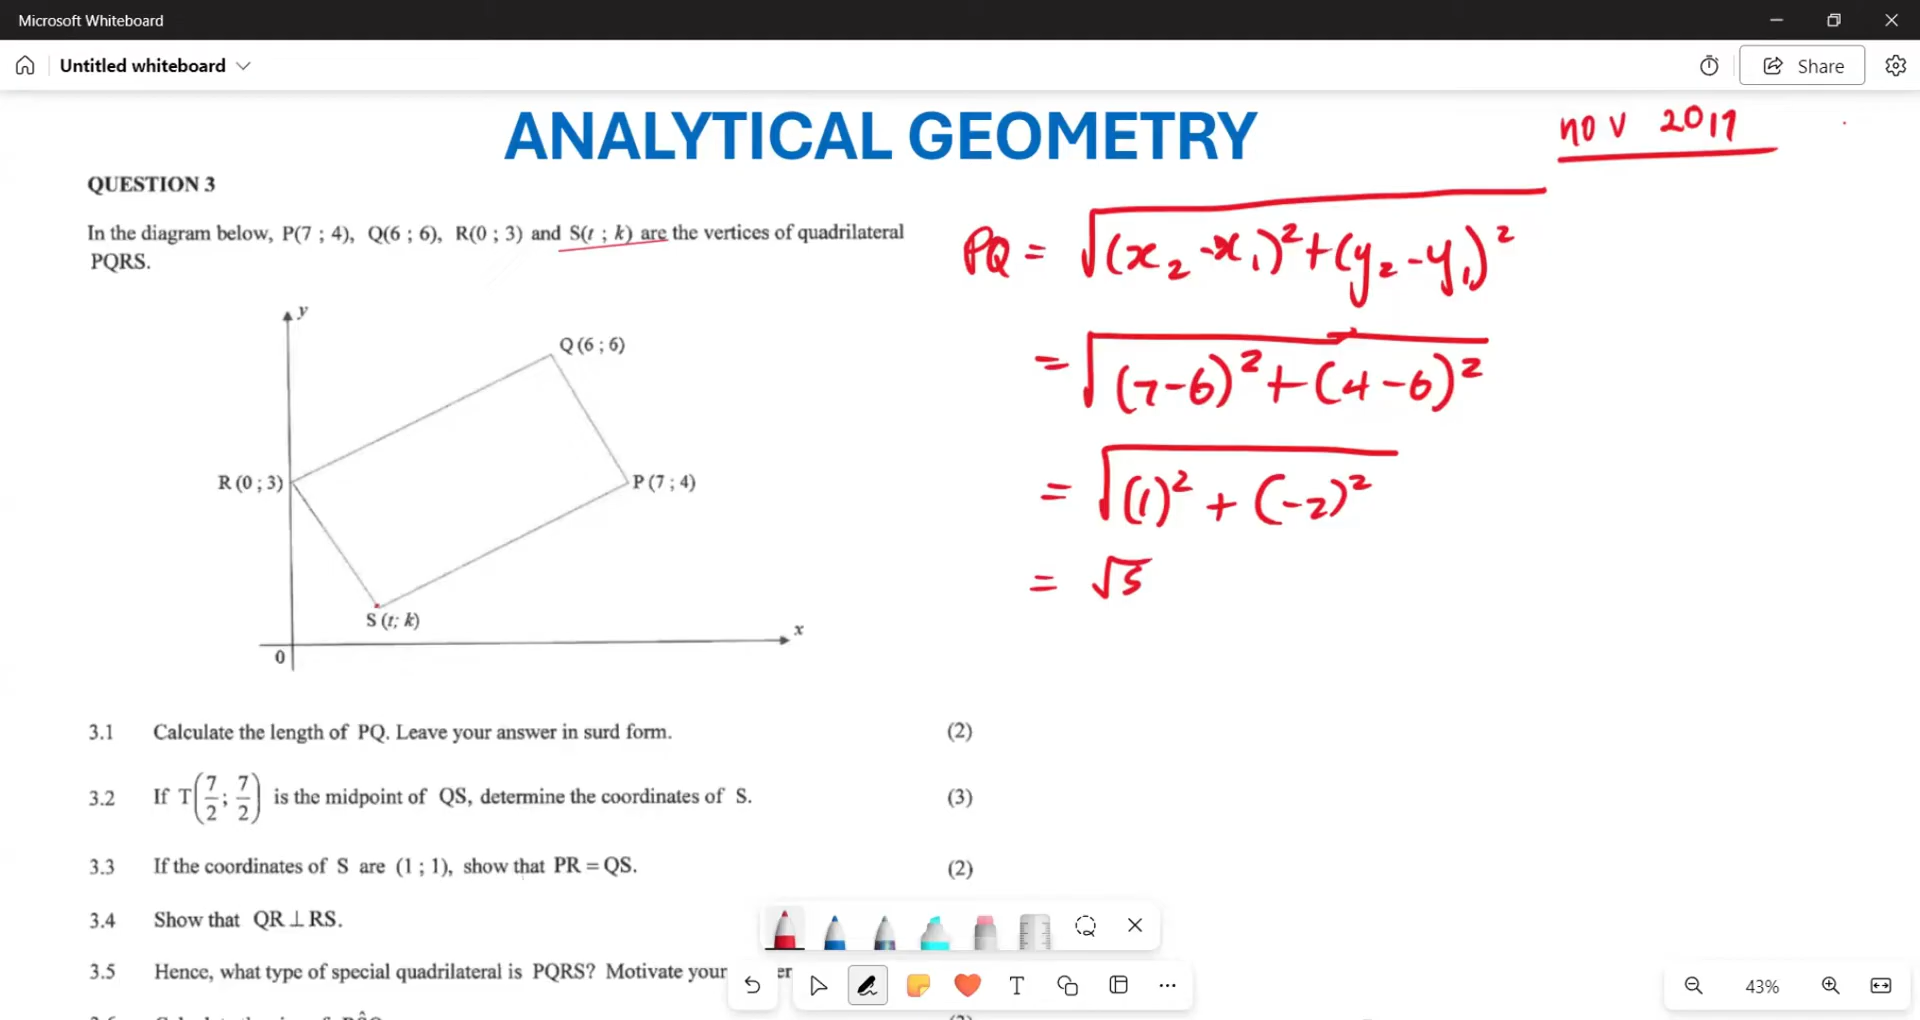 Microsoft Whiteboard
Untitled whiteboard
Share
ANALYTICAL GEOMETRY
nov 2017
QUESTION 3
In the diagram below, P(7 ; 4), Q(6 ; 6), R(0 ; 3) and S(t ; k) are the vertices of quadrilateral
PQRS.
y
Q (6 ; 6)
R (0 ; 3)
P (7 ; 4)
S (t; k)
x
0
PQ = √(x₂ - x₁)² + (y₂ - y₁)²
= √(7-6)² + (4-6)²
= √(1)² + (-2)²
= √5
3.1 Calculate the length of PQ. Leave your answer in surd form. (2)
3.2 If T(7/2 ; 7/2) is the midpoint of QS, determine the coordinates of S. (3)
3.3 If the coordinates of S are (1 ; 1), show that PR = QS. (2)
3.4 Show that QR ⊥ RS.
3.5 Hence, what type of special quadrilateral is PQRS? Motivate your
43%